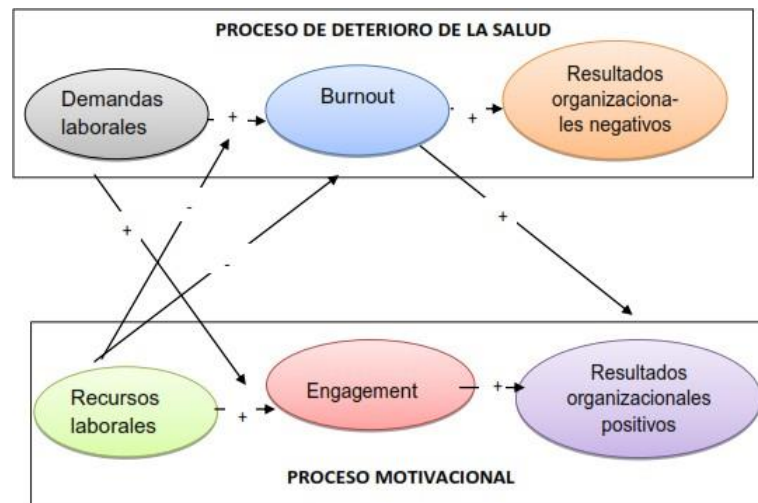 PROCESO DE DETERIORO DE LA SALUD
Demandas
laborales
+
Burnout
+
Resultados
organizaciona-
les negativos
+
-
-
+
Recursos
laborales
+
Engagement
+
Resultados
organizacionales
positivos
PROCESO MOTIVACIONAL